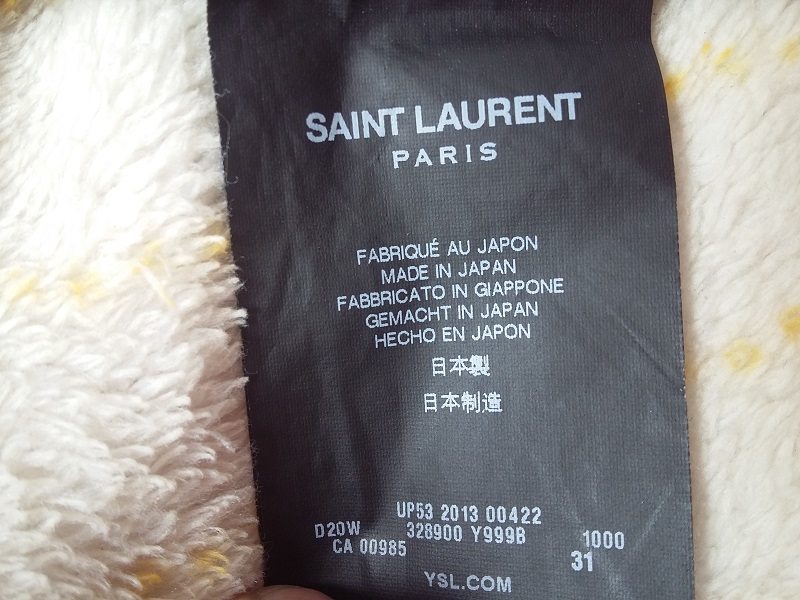 SAINT LAURENT
PARIS
FABRIQUÉ AU JAPON
MADE IN JAPAN
FABBRICATO IN GIAPPONE
GEMACHT IN JAPAN
HECHO EN JAPON
日本製
日本制造
UP53 2013 00422
D20W 328900 Y999B 1000
CA 00985 31
YSL.COM